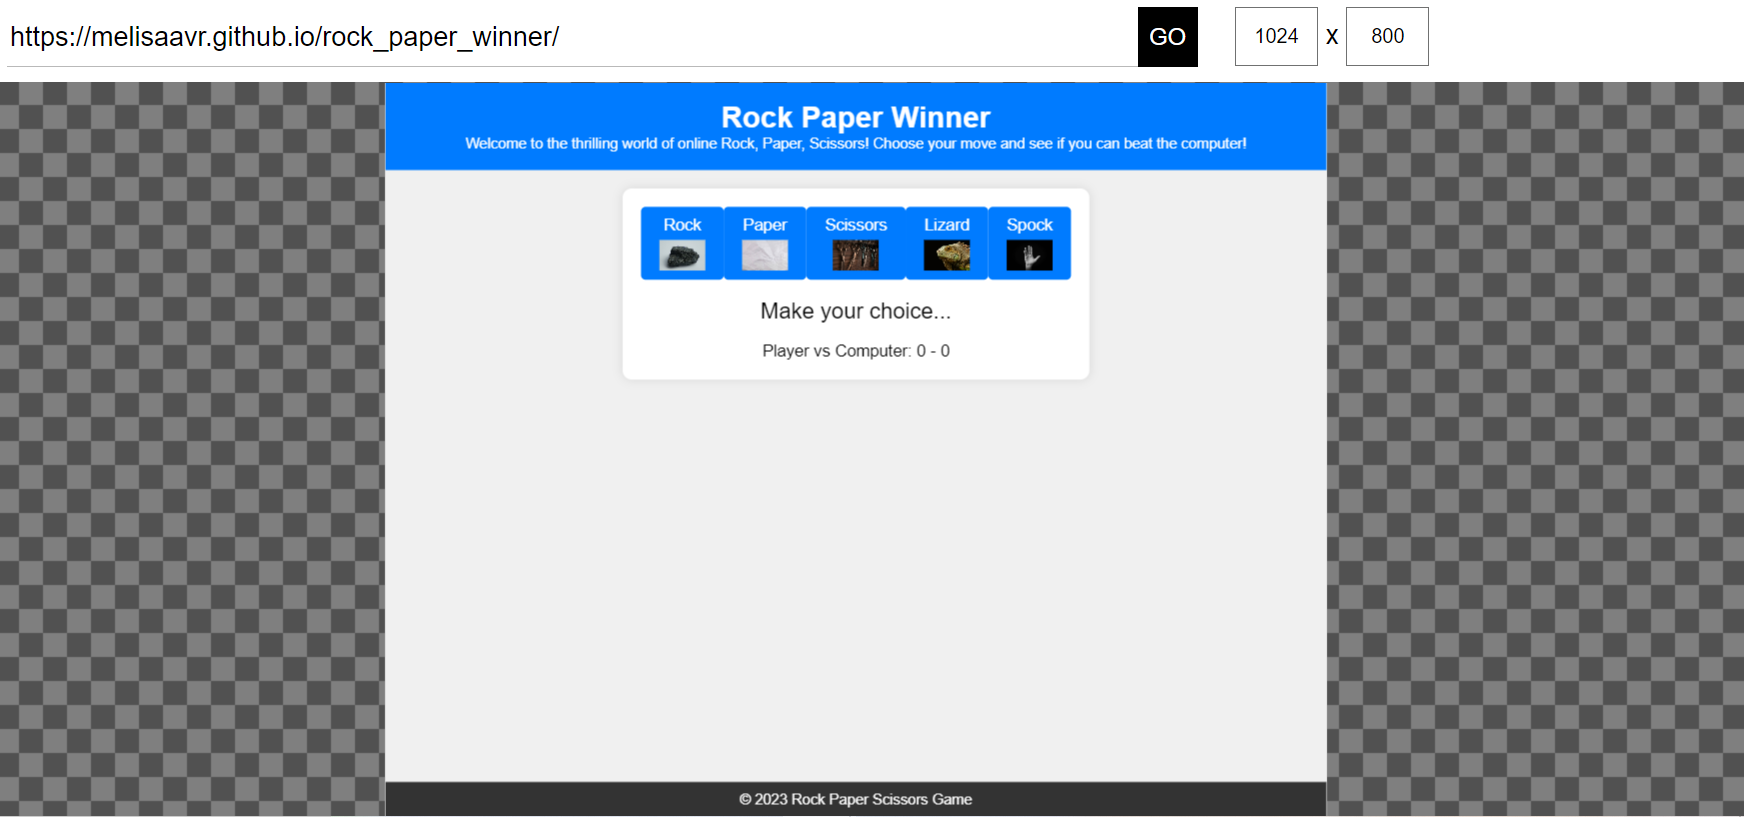 https://melisaavr.github.io/rock_paper_winner/ GO 1024 x 800
Rock Paper Winner
Welcome to the thrilling world of online Rock, Paper, Scissors! Choose your move and see if you can beat the computer!
Rock Paper Scissors Lizard Spock
Make your choice...
Player vs Computer: 0 - 0
© 2023 Rock Paper Scissors Game